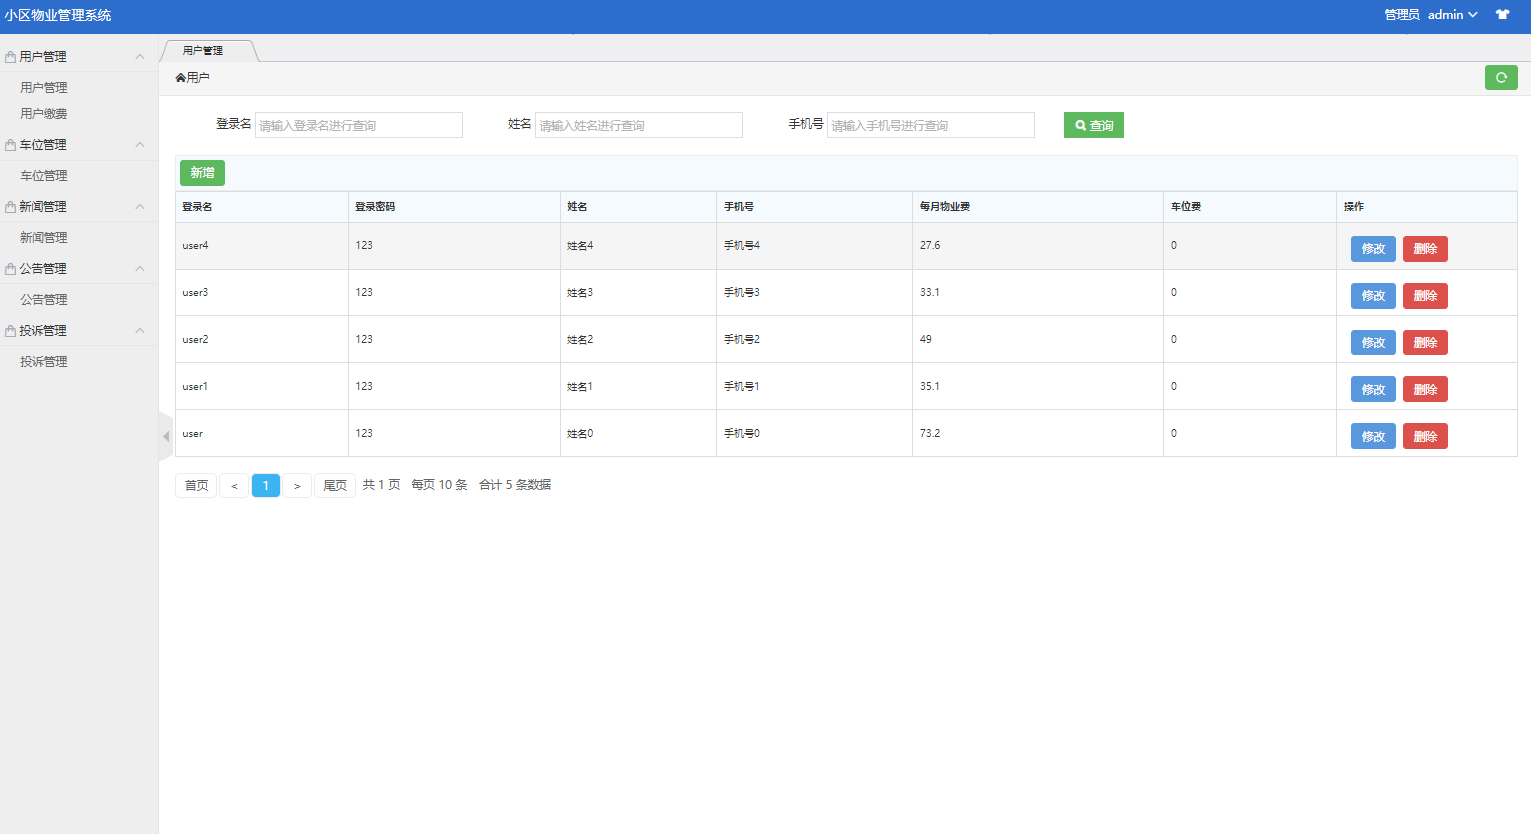 小区物业管理系统
管理员 admin
用户管理
用户管理
用户缴费
车位管理
车位管理
新闻管理
新闻管理
公告管理
公告管理
投诉管理
投诉管理
用户管理
用户
登录名 请输入登录名进行查询 姓名 请输入姓名进行查询 手机号 请输入手机号进行查询 查询
新增
登录名 登录密码 姓名 手机号 每月物业费 车位费 操作
user4 123 姓名4 手机号4 27.6 0 修改 删除
user3 123 姓名3 手机号3 33.1 0 修改 删除
user2 123 姓名2 手机号2 49 0 修改 删除
user1 123 姓名1 手机号1 35.1 0 修改 删除
user 123 姓名0 手机号0 73.2 0 修改 删除
首页 < 1 > 尾页 共 1 页 每页 10 条 合计 5 条数据